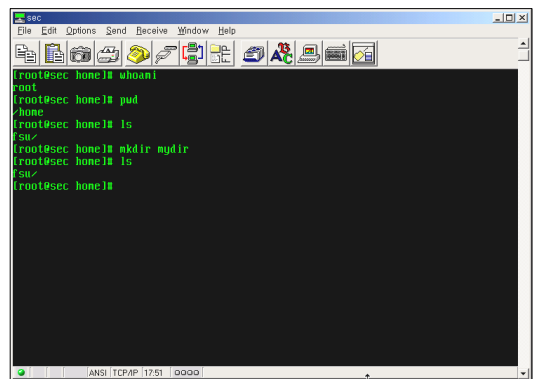 sec
File Edit Options Send Receive Window Help
[root@sec home]# whoami
root
[root@sec home]# pwd
/home
[root@sec home]# ls
fsu/
[root@sec home]# mkdir mydir
[root@sec home]# ls
fsu/
[root@sec home]#
ANSI TCP/IP 17:51